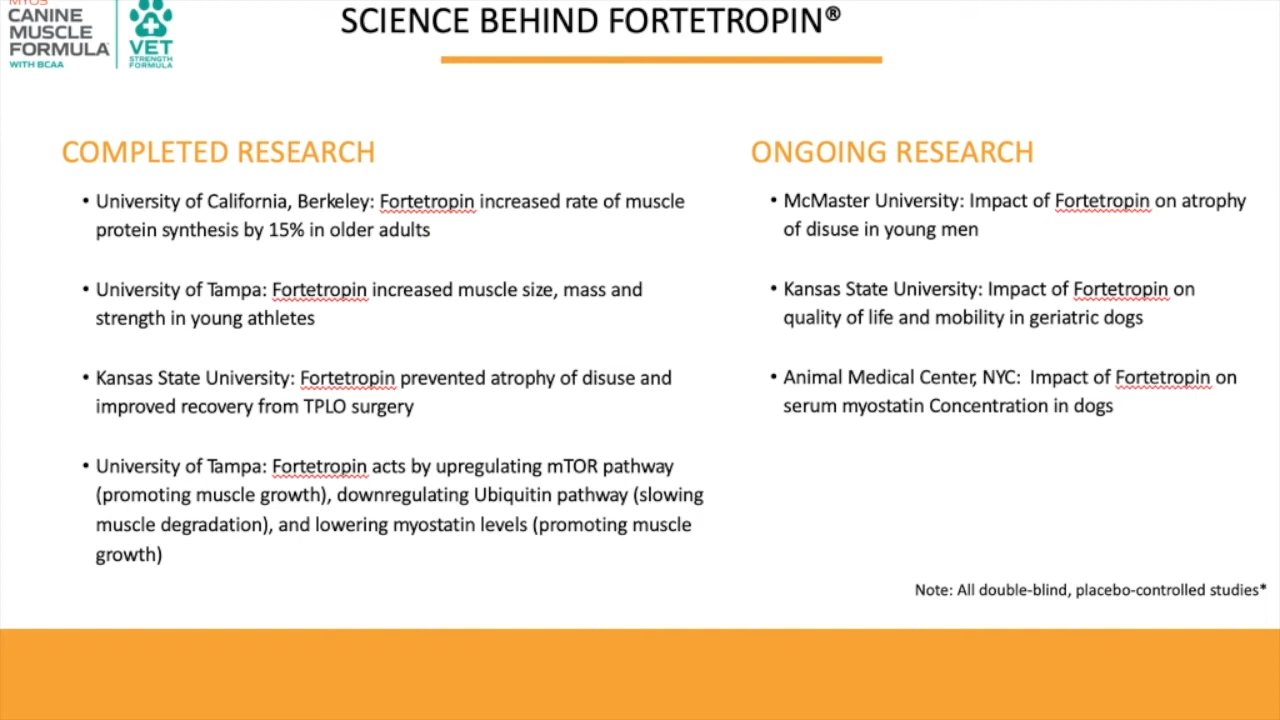 MYOS
CANINE
MUSCLE
FORMULA
WITH BCAA
VET
STRENGTH
FORMULA
SCIENCE BEHIND FORTETROPIN®
COMPLETED RESEARCH
• University of California, Berkeley: Fortetropin increased rate of muscle
protein synthesis by 15% in older adults
• University of Tampa: Fortetropin increased muscle size, mass and
strength in young athletes
• Kansas State University: Fortetropin prevented atrophy of disuse and
improved recovery from TPLO surgery
• University of Tampa: Fortetropin acts by upregulating mTOR pathway
(promoting muscle growth), downregulating Ubiquitin pathway (slowing
muscle degradation), and lowering myostatin levels (promoting muscle
growth)
ONGOING RESEARCH
• McMaster University: Impact of Fortetropin on atrophy
of disuse in young men
• Kansas State University: Impact of Fortetropin on
quality of life and mobility in geriatric dogs
• Animal Medical Center, NYC: Impact of Fortetropin on
serum myostatin Concentration in dogs
Note: All double-blind, placebo-controlled studies*